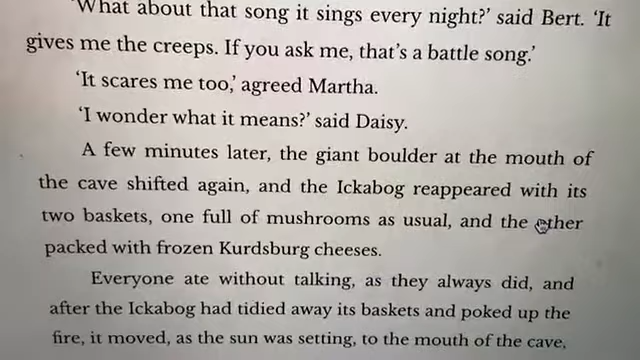 ‘What about that song it sings every night?’ said Bert. ‘It
gives me the creeps. If you ask me, that’s a battle song.’
‘It scares me too,’ agreed Martha.
‘I wonder what it means?’ said Daisy.
A few minutes later, the giant boulder at the mouth of
the cave shifted again, and the Ickabog reappeared with its
two baskets, one full of mushrooms as usual, and the other
packed with frozen Kurdsburg cheeses.
Everyone ate without talking, as they always did, and
after the Ickabog had tidied away its baskets and poked up the
fire, it moved, as the sun was setting, to the mouth of the cave,